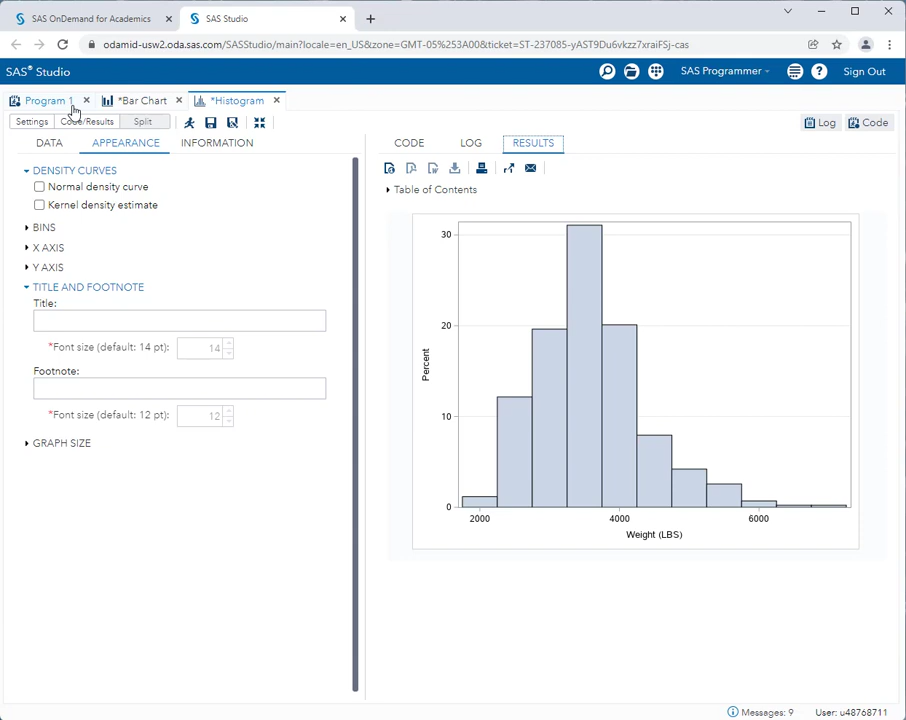 SAS OnDemand for Academics
SAS Studio
odamid-usw2.oda.sas.com/SASStudio/main?locale=en_US&zone=GMT-05%253A00&ticket=ST-237085-yAST9Du6vkzz7xraiFSj-cas
SAS® Studio
SAS Programmer
Sign Out
Program 1
*Bar Chart
*Histogram
Settings
Code/Results
Split
Log
Code
DATA
APPEARANCE
INFORMATION
CODE
LOG
RESULTS
DENSITY CURVES
Normal density curve
Kernel density estimate
BINS
X AXIS
Y AXIS
TITLE AND FOOTNOTE
Title:
*Font size (default: 14 pt):
14
Footnote:
*Font size (default: 12 pt):
12
GRAPH SIZE
Table of Contents
30
20
10
0
Percent
2000
4000
6000
Weight (LBS)
Messages: 9
User: u48768711